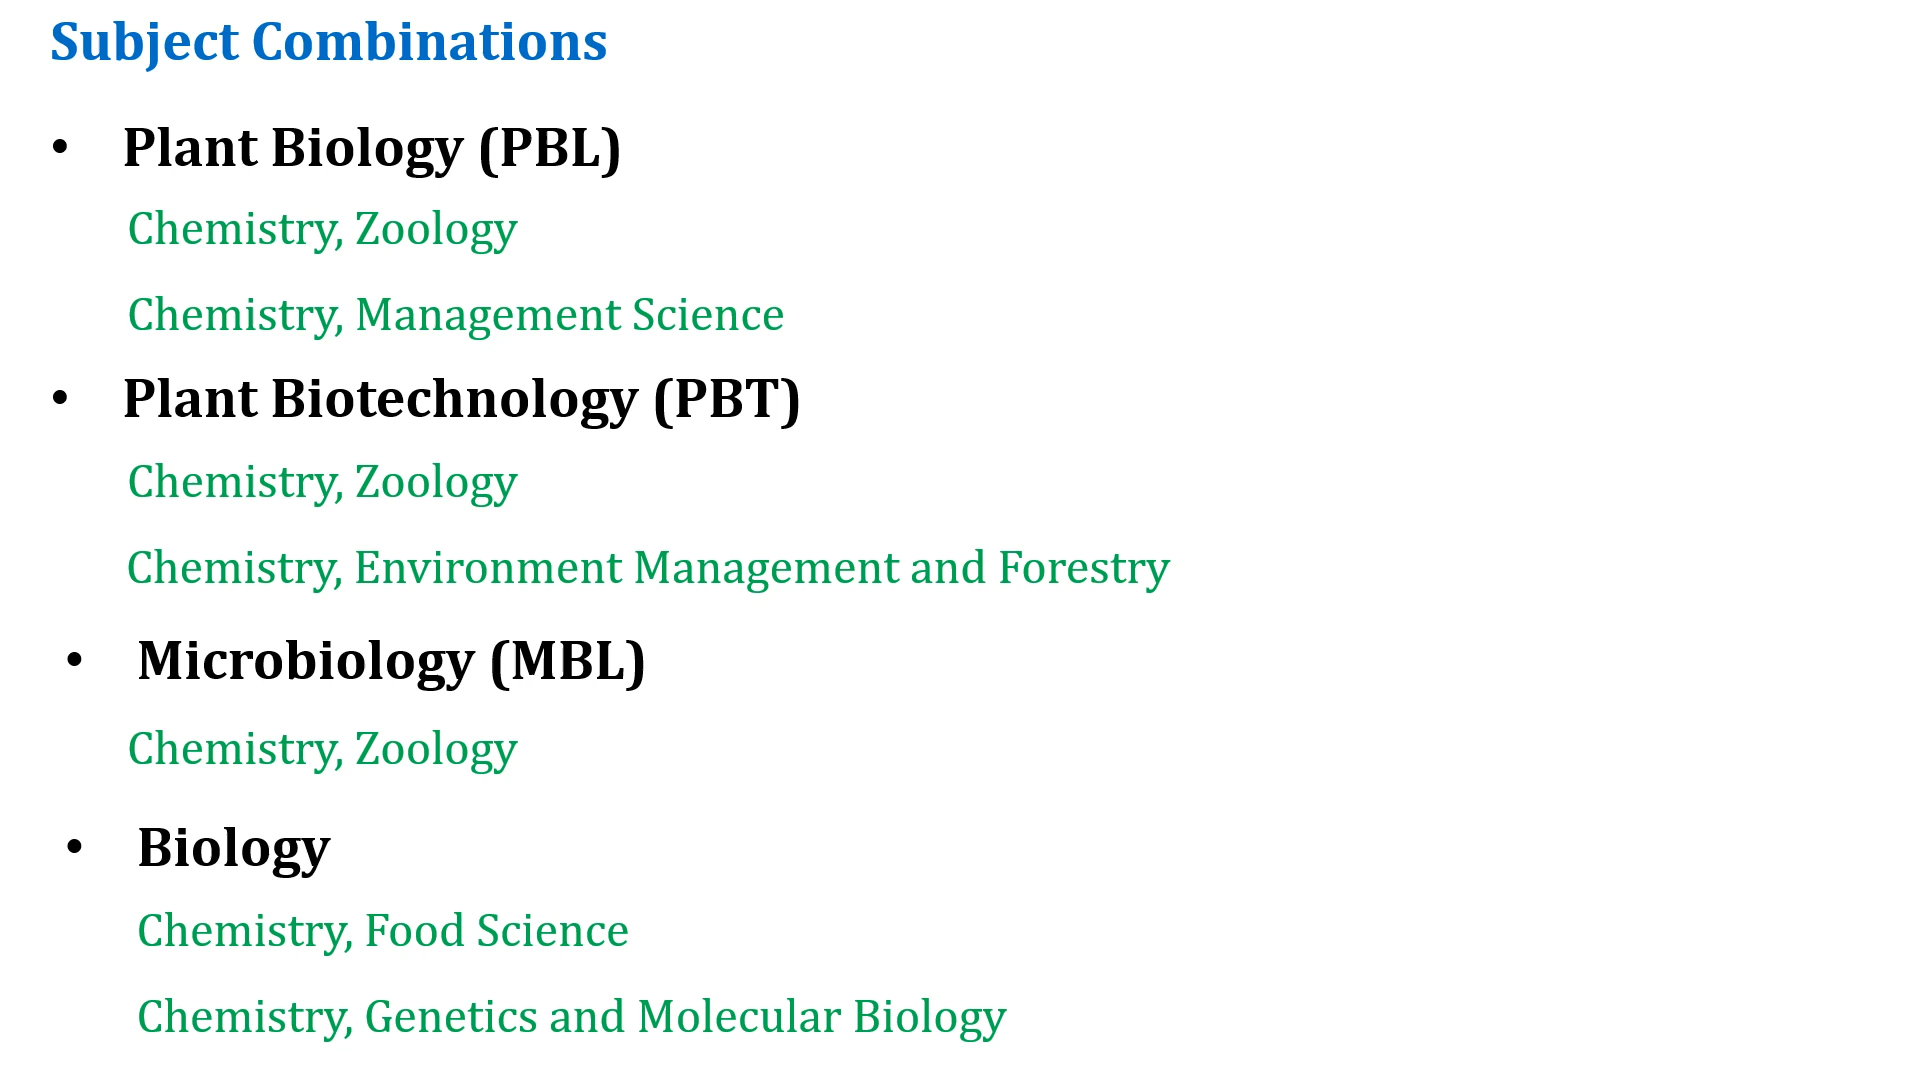 Subject Combinations
• Plant Biology (PBL)
Chemistry, Zoology
Chemistry, Management Science
• Plant Biotechnology (PBT)
Chemistry, Zoology
Chemistry, Environment Management and Forestry
• Microbiology (MBL)
Chemistry, Zoology
• Biology
Chemistry, Food Science
Chemistry, Genetics and Molecular Biology